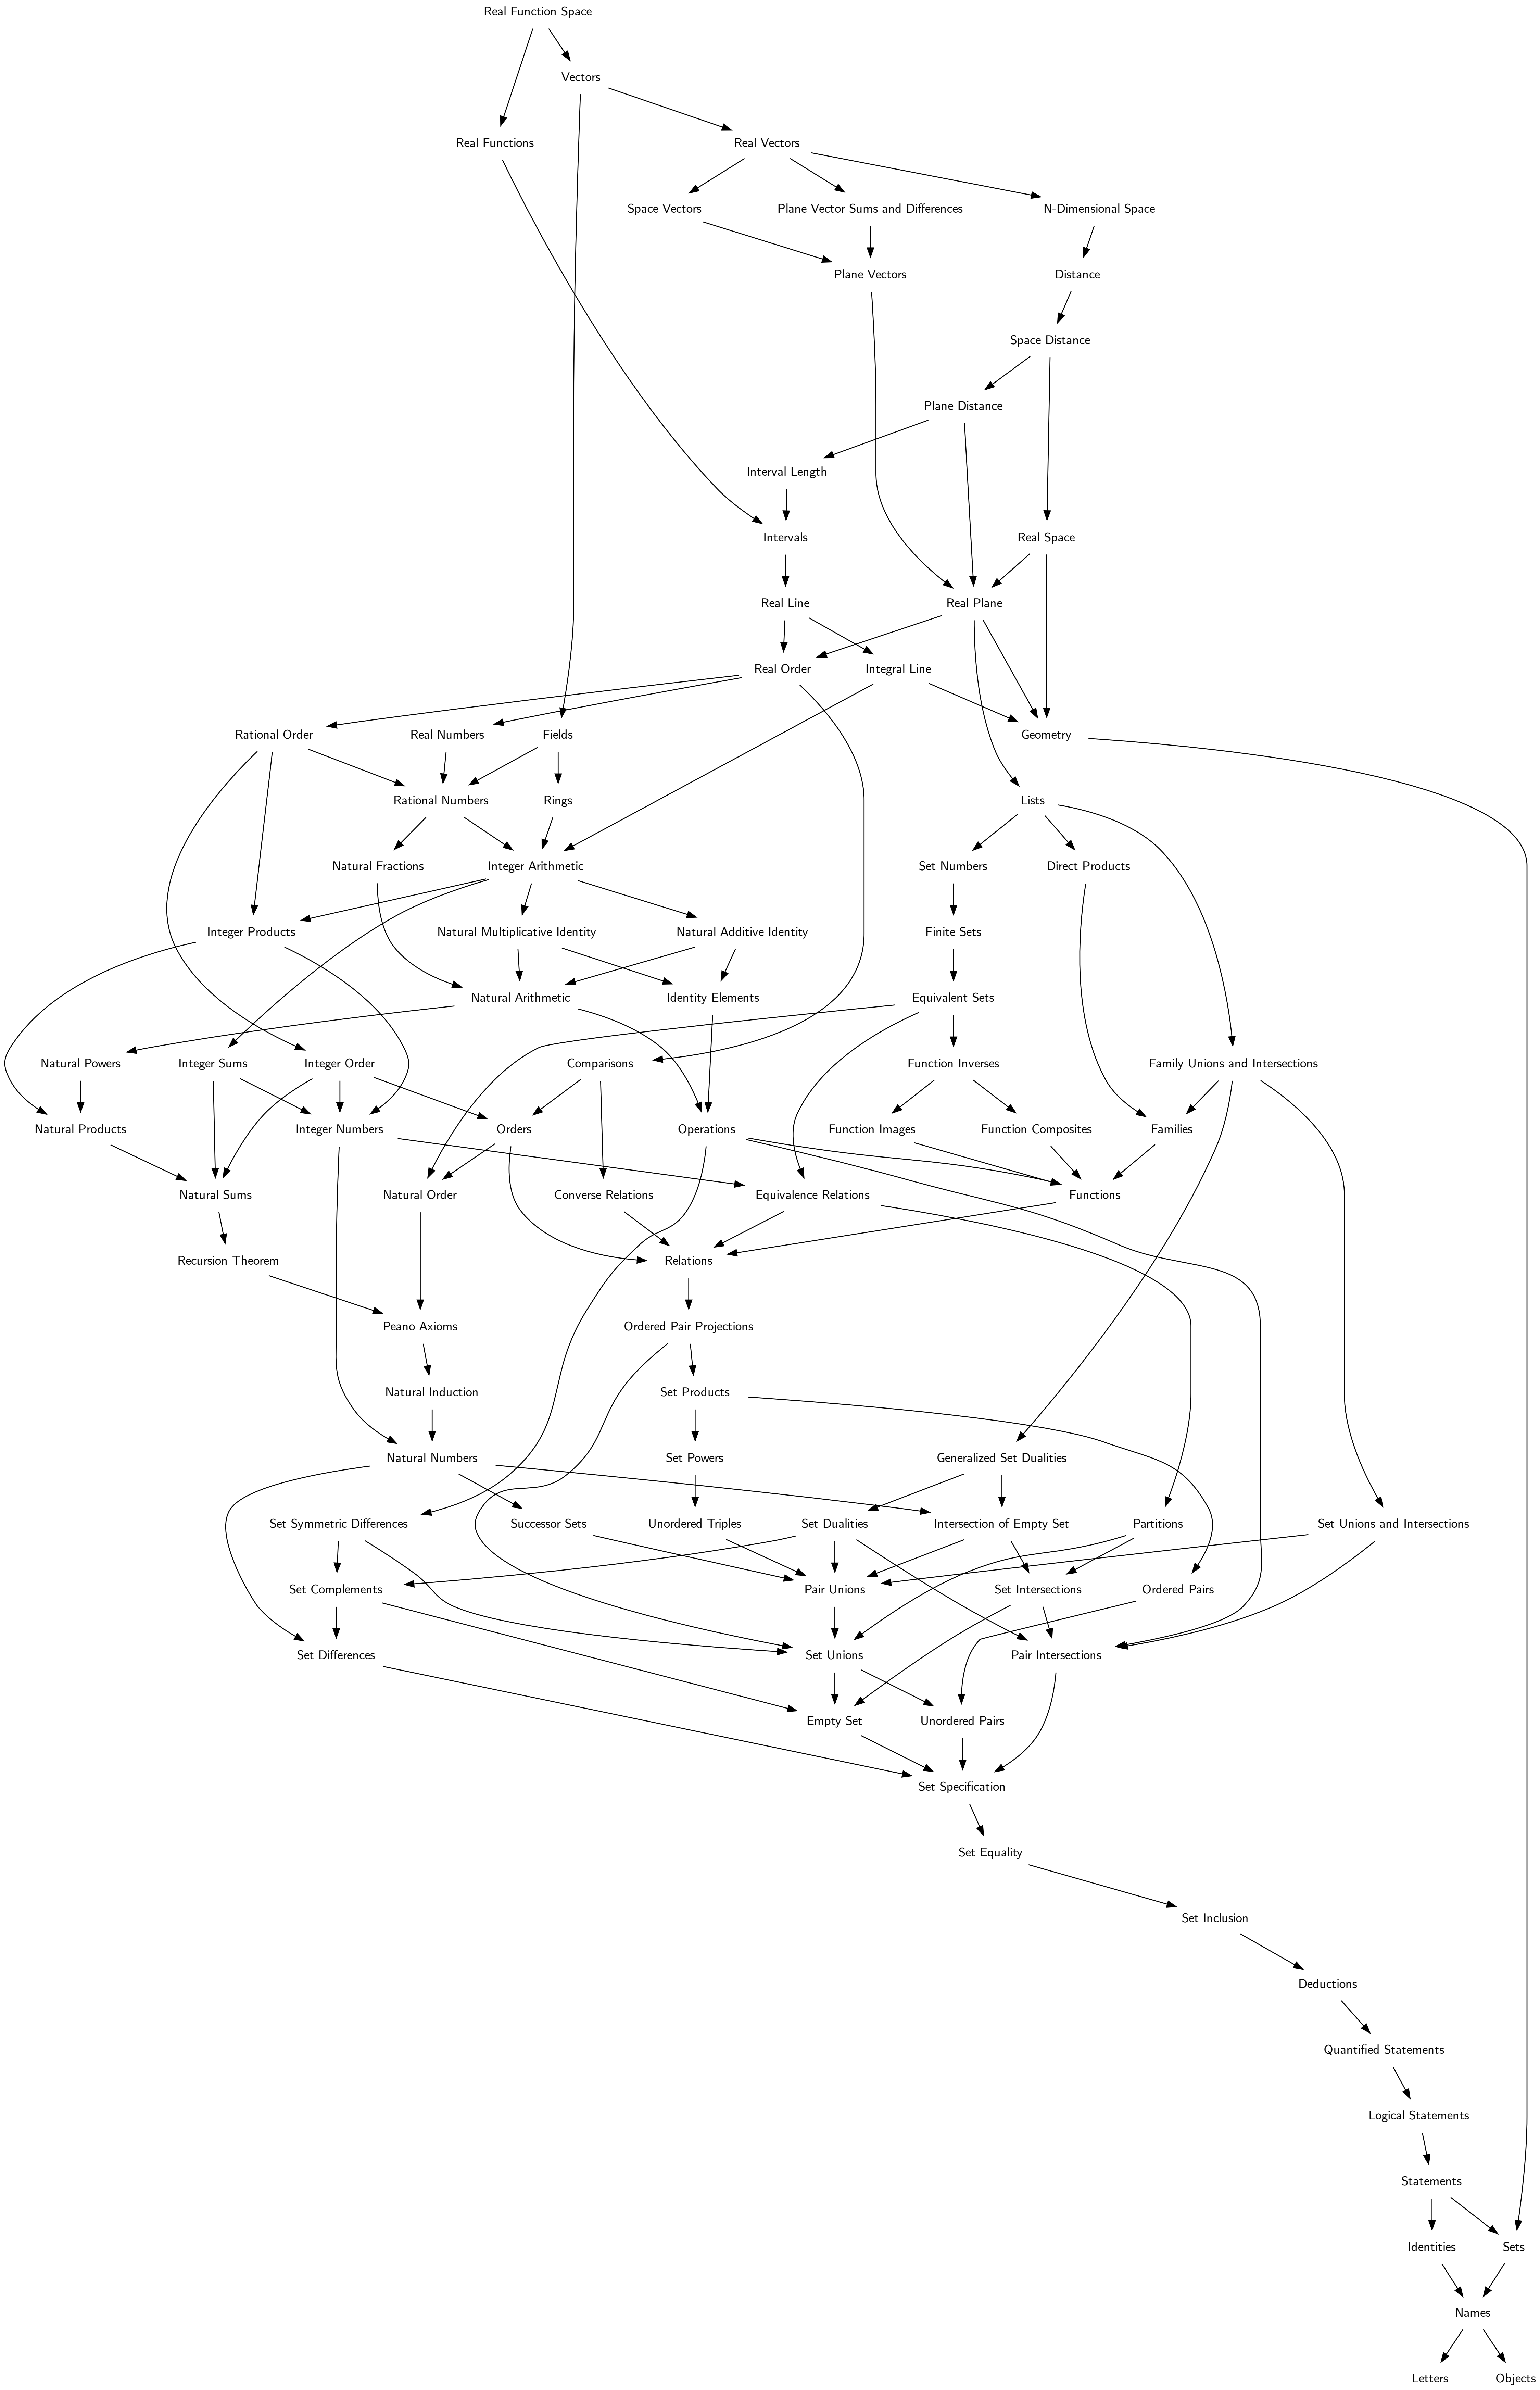 Real Function Space
Vectors
Real Functions
Real Vectors
Space Vectors
Plane Vector Sums and Differences
N-Dimensional Space
Plane Vectors
Distance
Space Distance
Plane Distance
Interval Length
Intervals
Real Space
Real Line
Real Plane
Real Order
Integral Line
Rational Order
Real Numbers
Fields
Geometry
Rational Numbers
Rings
Lists
Natural Fractions
Integer Arithmetic
Set Numbers
Direct Products
Integer Products
Natural Multiplicative Identity
Natural Additive Identity
Finite Sets
Natural Arithmetic
Identity Elements
Equivalent Sets
Natural Powers
Integer Sums
Integer Order
Comparisons
Function Inverses
Family Unions and Intersections
Natural Products
Integer Numbers
Orders
Operations
Function Images
Function Composites
Families
Natural Sums
Natural Order
Converse Relations
Equivalence Relations
Functions
Recursion Theorem
Relations
Peano Axioms
Ordered Pair Projections
Natural Induction
Set Products
Natural Numbers
Set Powers
Generalized Set Dualities
Set Symmetric Differences
Successor Sets
Unordered Triples
Set Dualities
Intersection of Empty Set
Partitions
Set Unions and Intersections
Set Complements
Pair Unions
Set Intersections
Ordered Pairs
Set Differences
Set Unions
Pair Intersections
Empty Set
Unordered Pairs
Set Specification
Set Equality
Set Inclusion
Deductions
Quantified Statements
Logical Statements
Statements
Identities
Sets
Names
Letters
Objects